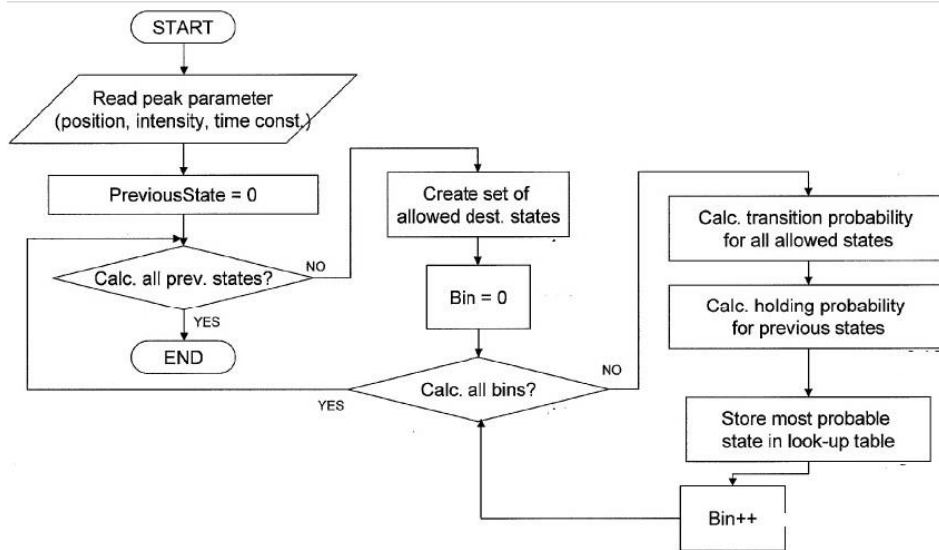 START
Read peak parameter
(position, intensity, time const.)
PreviousState = 0
Calc. all prev. states?
NO
YES
END
Create set of
allowed dest. states
Bin = 0
Calc. all bins?
YES
NO
Calc. transition probability
for all allowed states
Calc. holding probability
for previous states
Store most probable
state in look-up table
Bin++